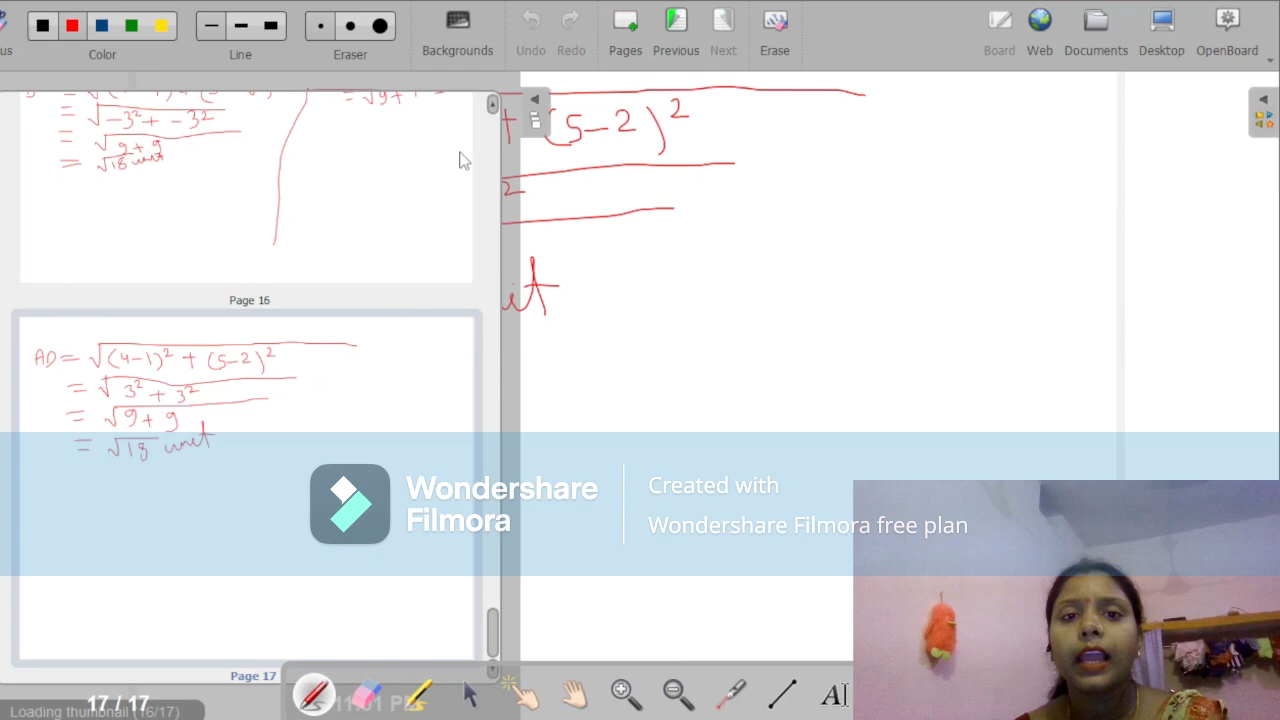 Color
Line
Eraser
Backgrounds
Undo
Redo
Pages
Previous
Next
Erase
Board
Web
Documents
Desktop
OpenBoard
= √-3² + -3²
= √9 + 9
= √18 unit
(5-2)²
Page 16
AD = √(4-1)² + (5-2)²
= √3² + 3²
= √9 + 9
= √18 unit
Wondershare
Filmora
Created with
Wondershare Filmora free plan
Page 17
17 / 17
Loading thumbnail (16/17)